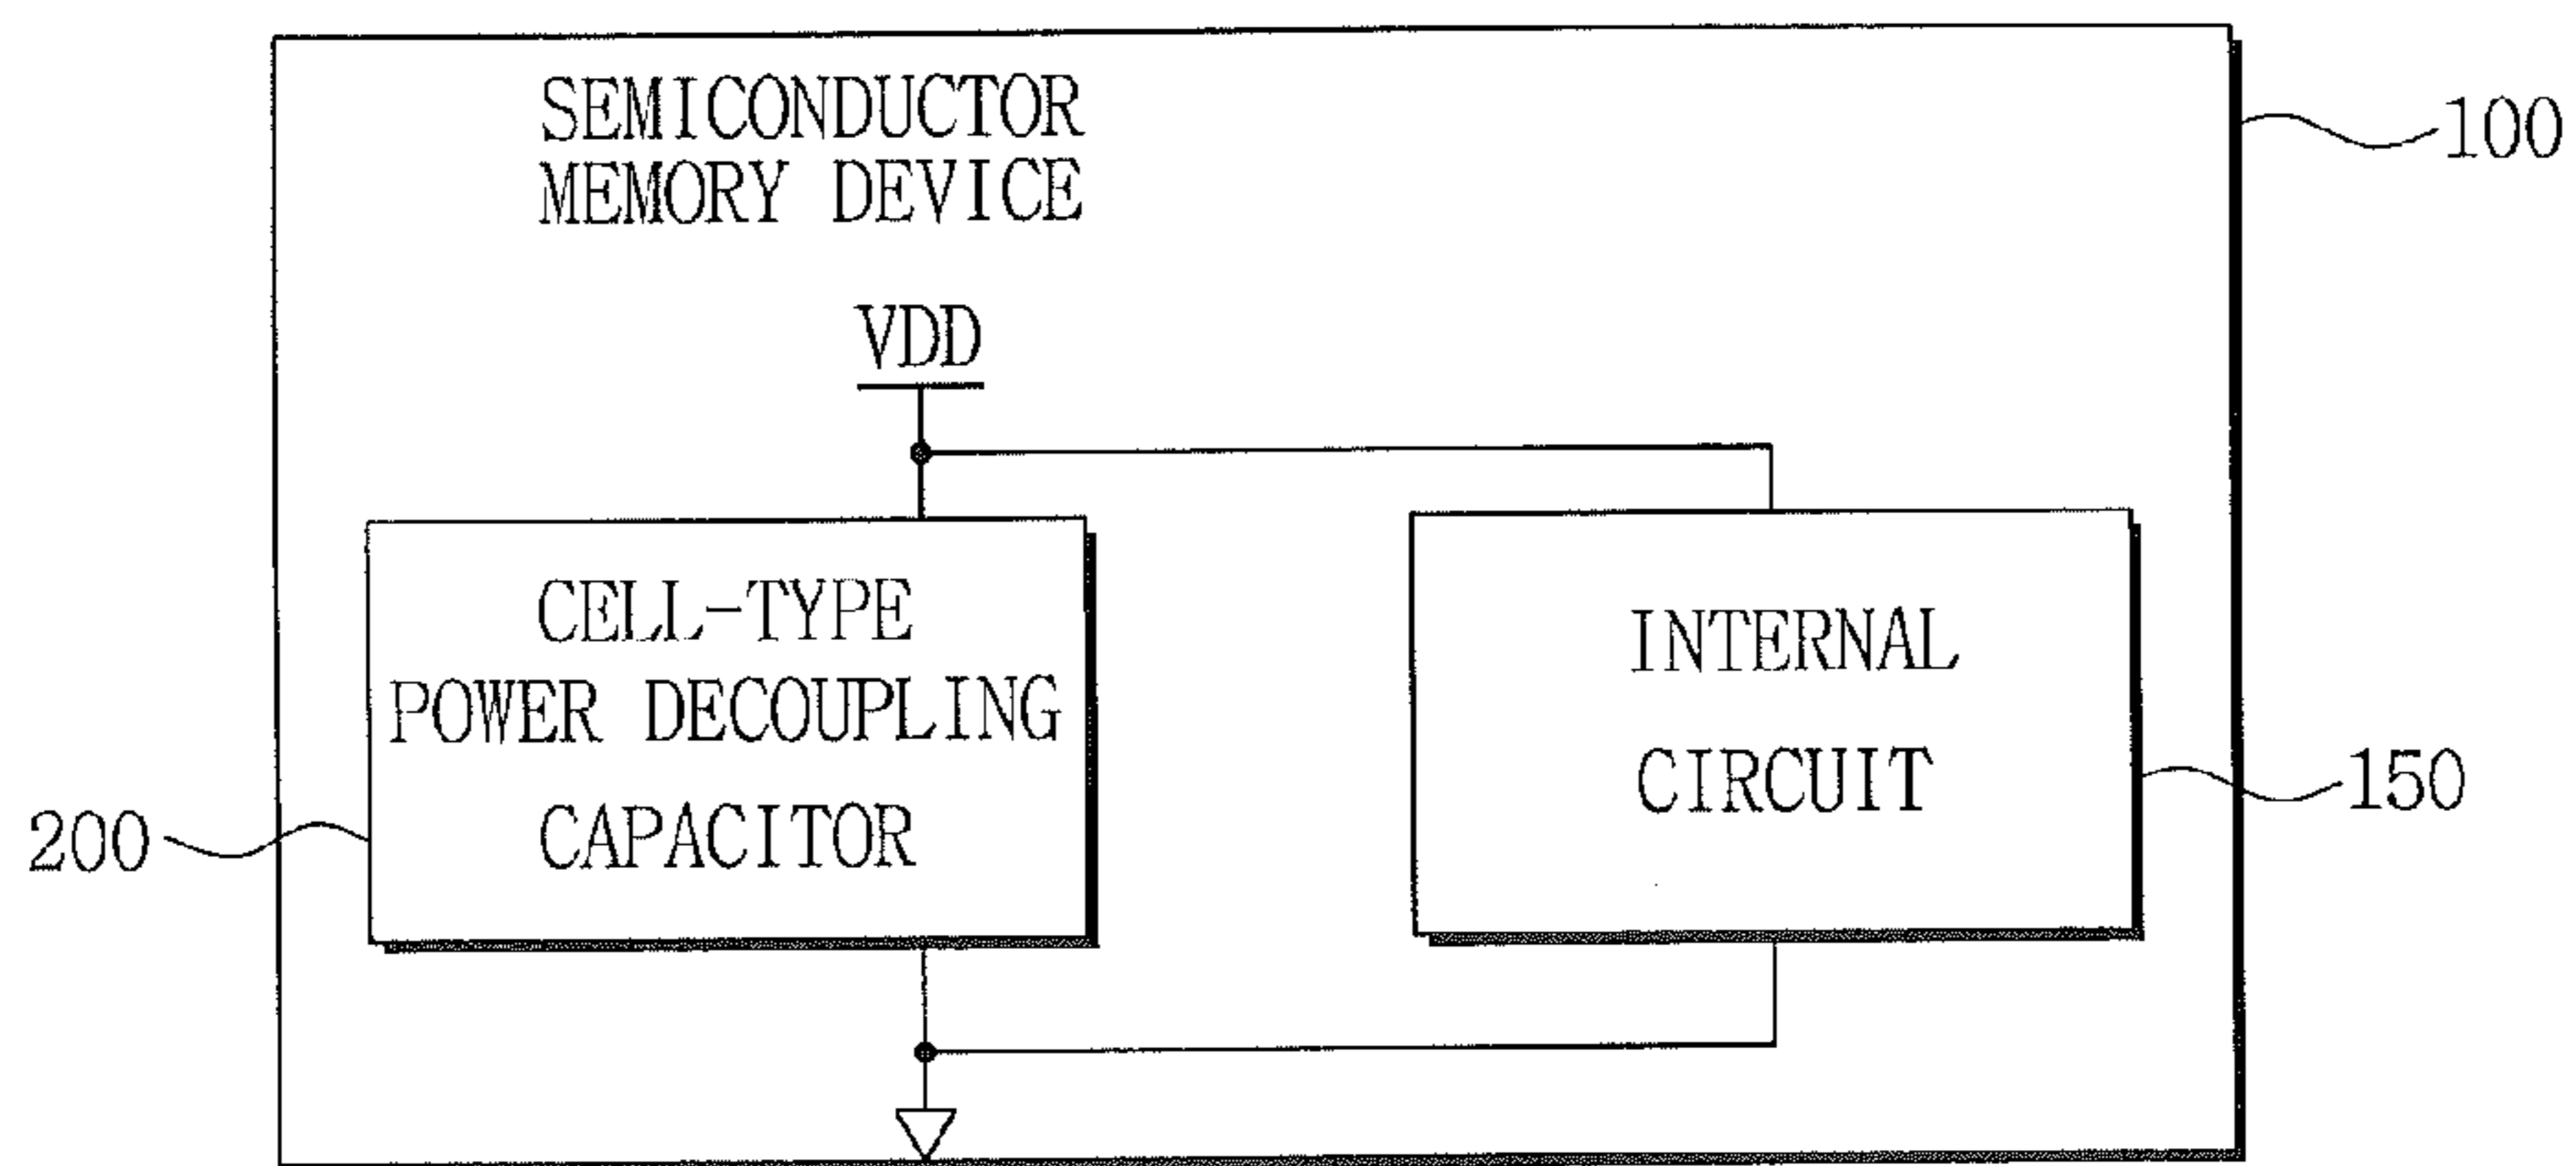 SEMICONDUCTOR
MEMORY DEVICE
100
VDD
CELL-TYPE
POWER DECOUPLING
CAPACITOR
200
INTERNAL
CIRCUIT
150